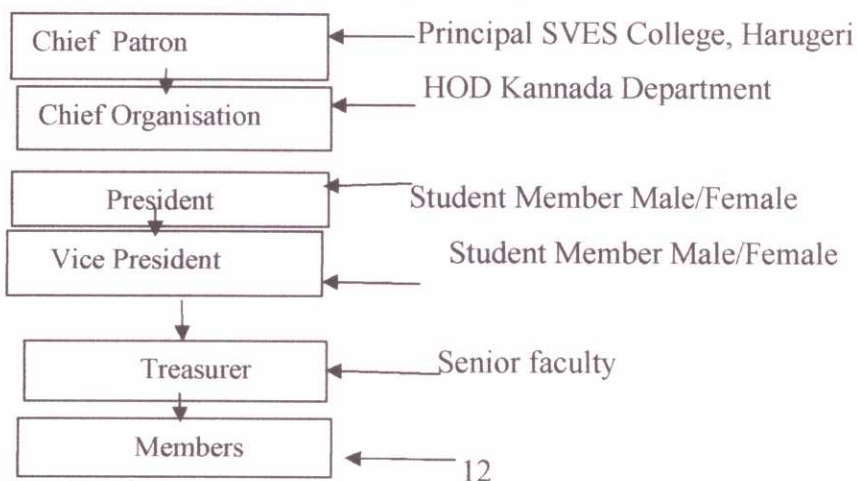 Chief Patron
Principal SVES College, Harugeri
Chief Organisation
HOD Kannada Department
President
Student Member Male/Female
Vice President
Student Member Male/Female
Treasurer
Senior faculty
Members
12